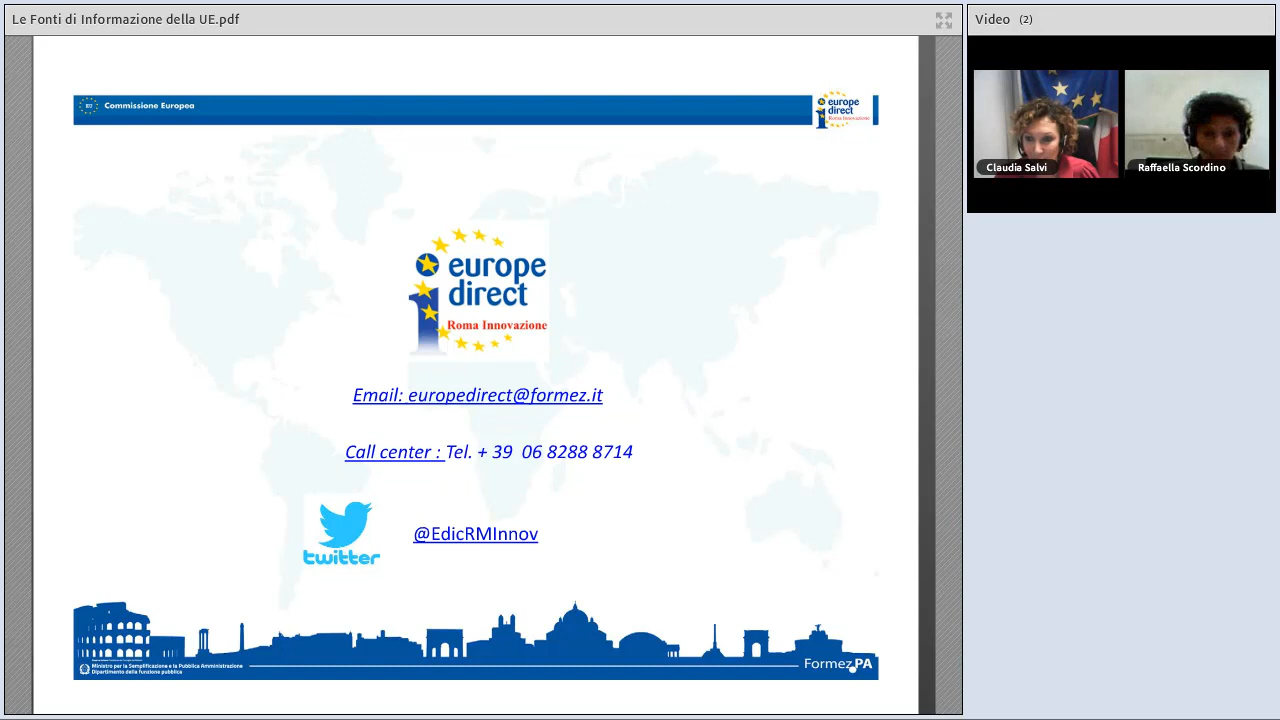 Le Fonti di Informazione della UE.pdf
Video (2)
Commissione Europea
europe
direct
Roma Innovazione
Claudia Salvi
Raffaella Scordino
europe
direct
Roma Innovazione
Email: europedirect@formez.it
Call center : Tel. + 39 06 8288 8714
twitter
@EdicRMInnov
Ministro per la Semplificazione e la Pubblica Amministrazione
Dipartimento della funzione pubblica
FormezPA